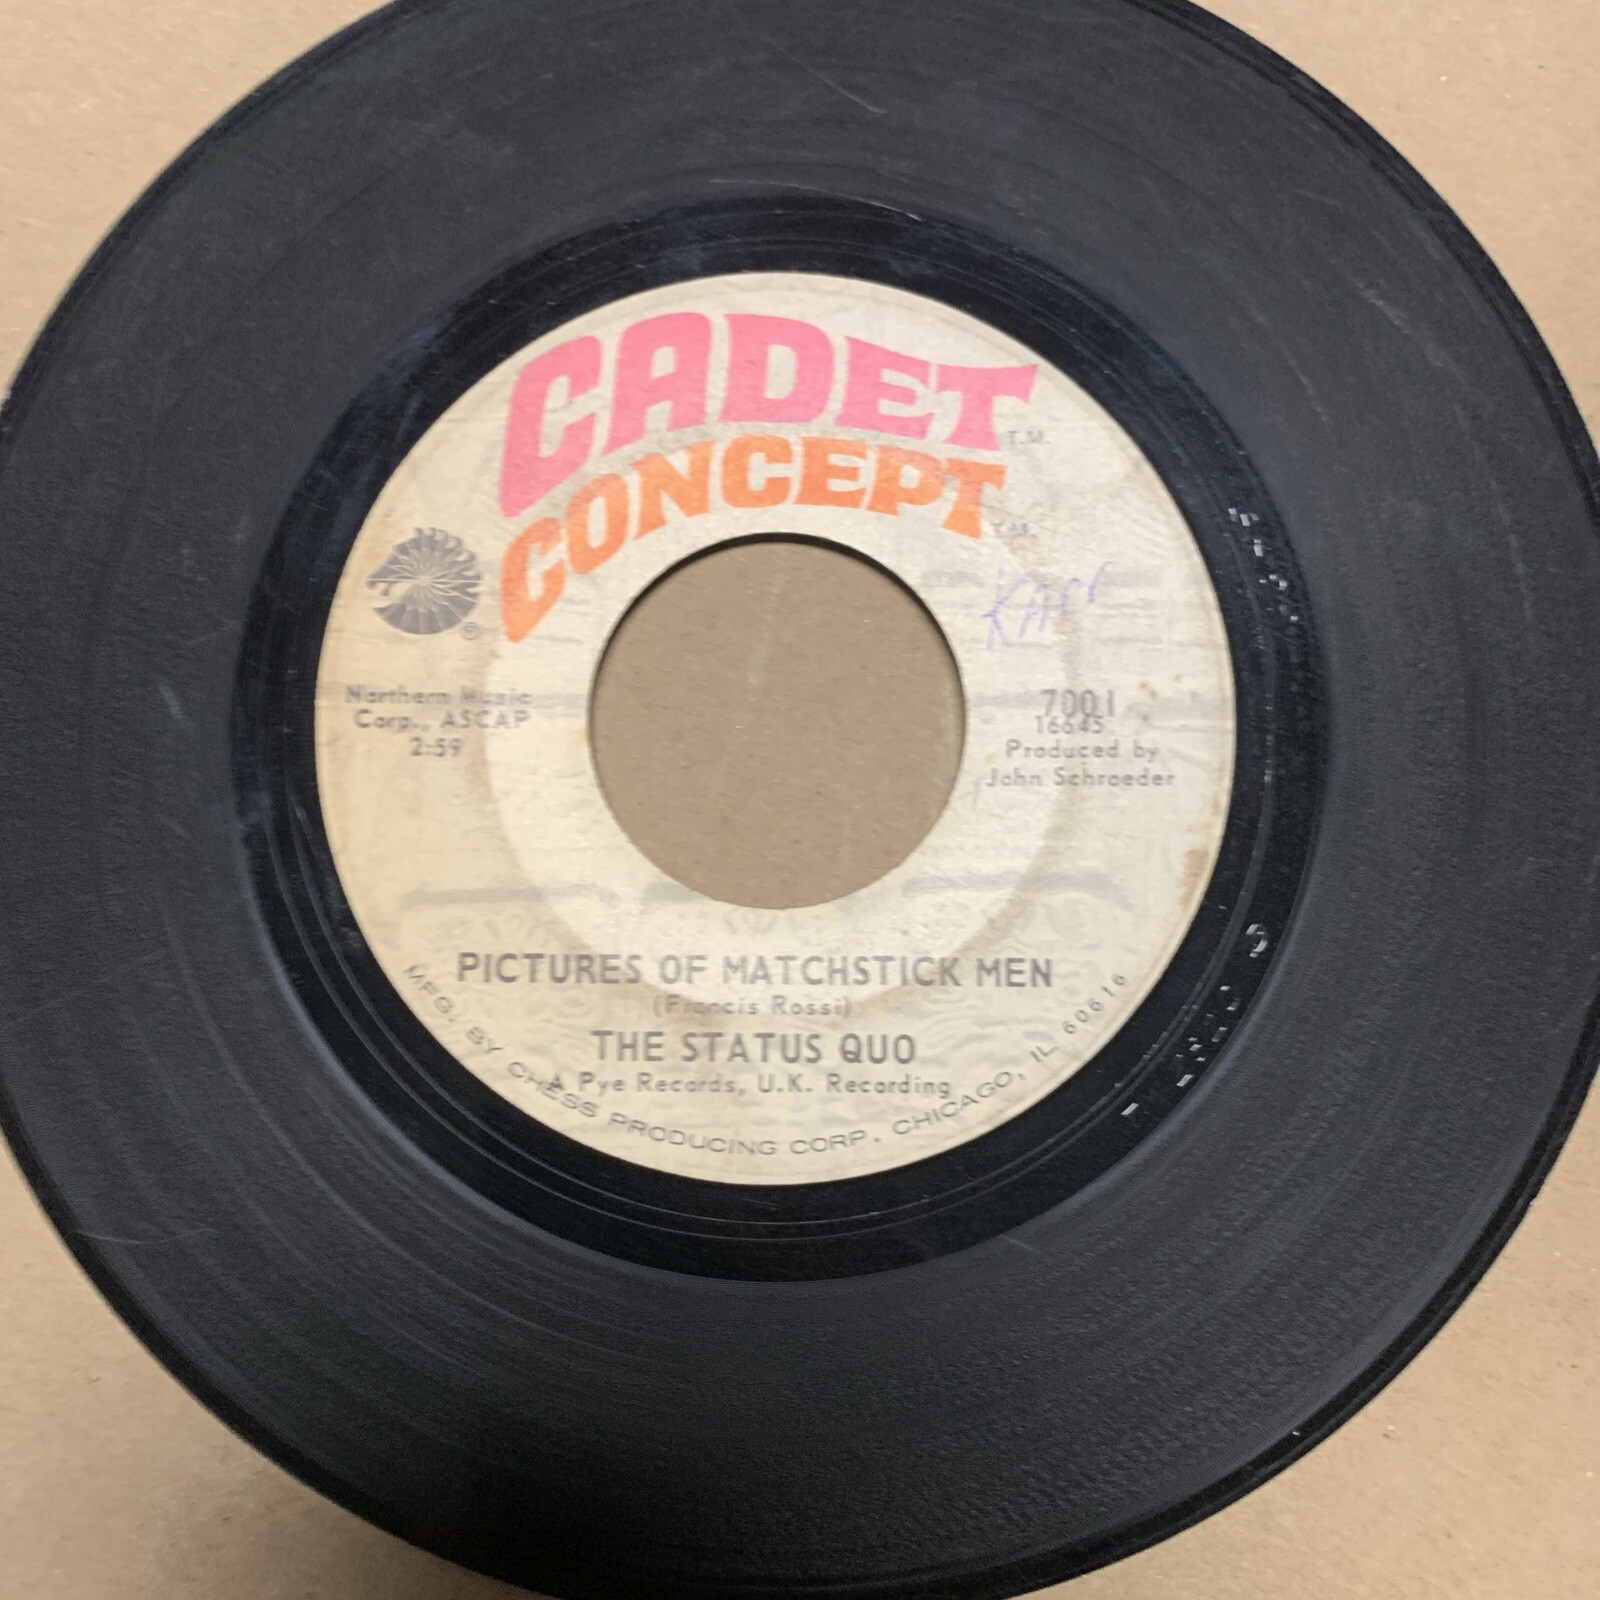 CADET T.M.
CONCEPT T.M.
®
Northern Music
Corp., ASCAP
2:59
7001
16645
Produced by
John Schroeder
PICTURES OF MATCHSTICK MEN
(Francis Rossi)
THE STATUS QUO
A Pye Records, U.K. Recording
MFG. BY CHESS PRODUCING CORP. CHICAGO, IL 60616